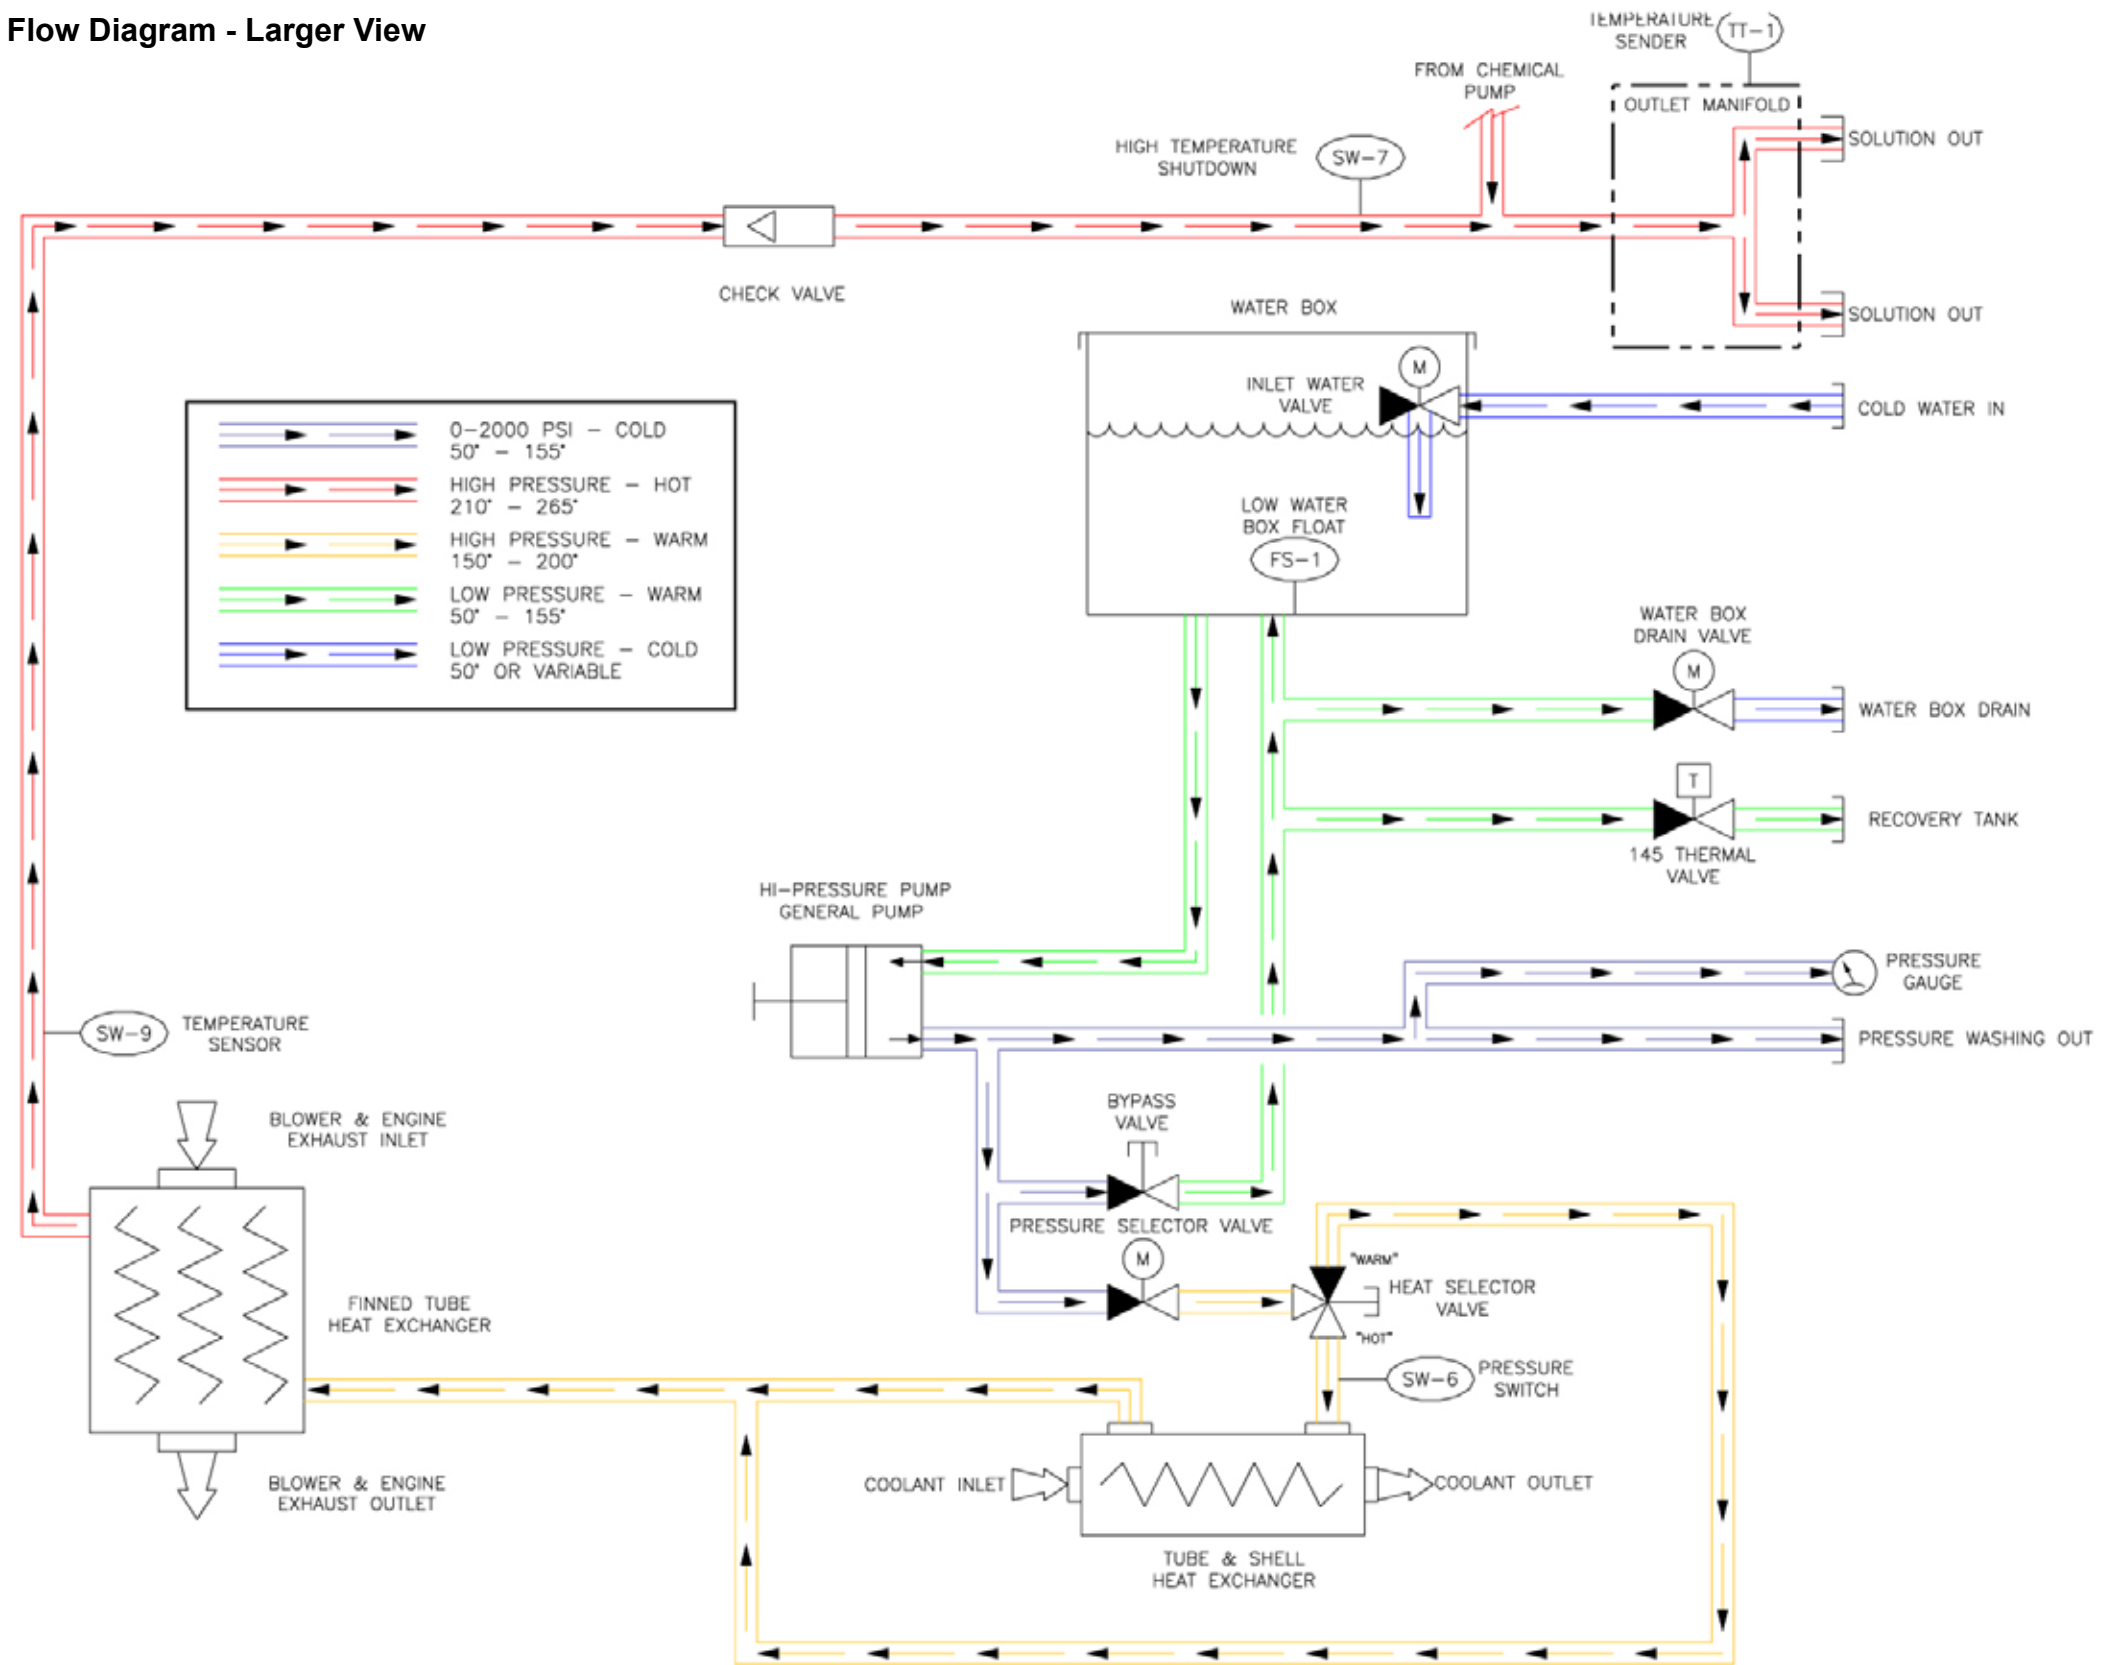 Flow Diagram - Larger View
TEMPERATURE
SENDER
TT-1
FROM CHEMICAL
PUMP
OUTLET MANIFOLD
SOLUTION OUT
HIGH TEMPERATURE
SHUTDOWN
SW-7
CHECK VALVE
WATER BOX
SOLUTION OUT
M
INLET WATER
VALVE
COLD WATER IN
0-2000 PSI - COLD
50° - 155°
HIGH PRESSURE - HOT
210° - 265°
HIGH PRESSURE - WARM
150° - 200°
LOW PRESSURE - WARM
50° - 155°
LOW PRESSURE - COLD
50° OR VARIABLE
LOW WATER
BOX FLOAT
FS-1
WATER BOX
DRAIN VALVE
M
WATER BOX DRAIN
T
RECOVERY TANK
145 THERMAL
VALVE
HI-PRESSURE PUMP
GENERAL PUMP
PRESSURE
GAUGE
PRESSURE WASHING OUT
SW-9
TEMPERATURE
SENSOR
BLOWER & ENGINE
EXHAUST INLET
BYPASS
VALVE
PRESSURE SELECTOR VALVE
M
"WARM"
HEAT SELECTOR
VALVE
"HOT"
FINNED TUBE
HEAT EXCHANGER
SW-6
PRESSURE
SWITCH
BLOWER & ENGINE
EXHAUST OUTLET
COOLANT INLET
COOLANT OUTLET
TUBE & SHELL
HEAT EXCHANGER